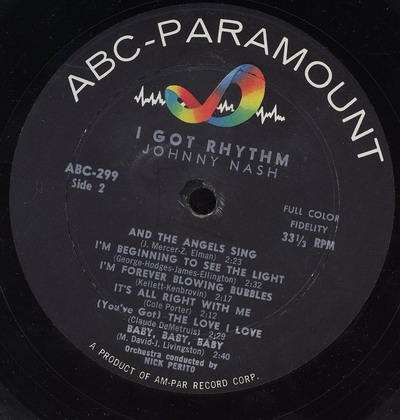 ABC-PARAMOUNT
I GOT RHYTHM
JOHNNY NASH
ABC-299
Side 2
FULL COLOR
FIDELITY
33 1/3 RPM
AND THE ANGELS SING
(J. Mercer-Z. Elman) 2:23
I'M BEGINNING TO SEE THE LIGHT
(George-Hodges-James-Ellington) 2:32
I'M FOREVER BLOWING BUBBLES
(Kellett-Kenbrovin) 2:17
IT'S ALL RIGHT WITH ME
(Cole Porter) 2:12
(You've Got) THE LOVE I LOVE
(Claude DeMetruis) 2:29
BABY, BABY, BABY
(M. David-J. Livingston) 2:40
Orchestra conducted by
NICK PERITO
A PRODUCT OF AM-PAR RECORD CORP.